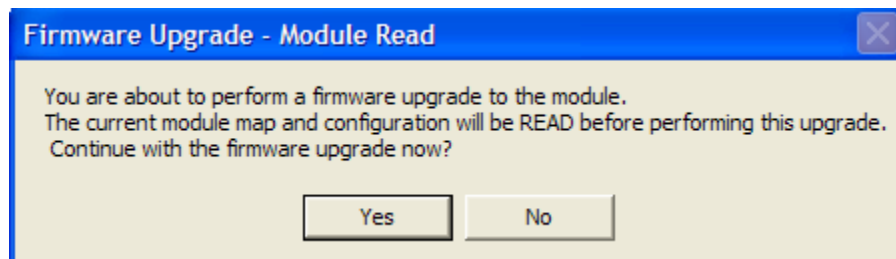 Firmware Upgrade - Module Read
You are about to perform a firmware upgrade to the module.
The current module map and configuration will be READ before performing this upgrade.
Continue with the firmware upgrade now?
Yes No